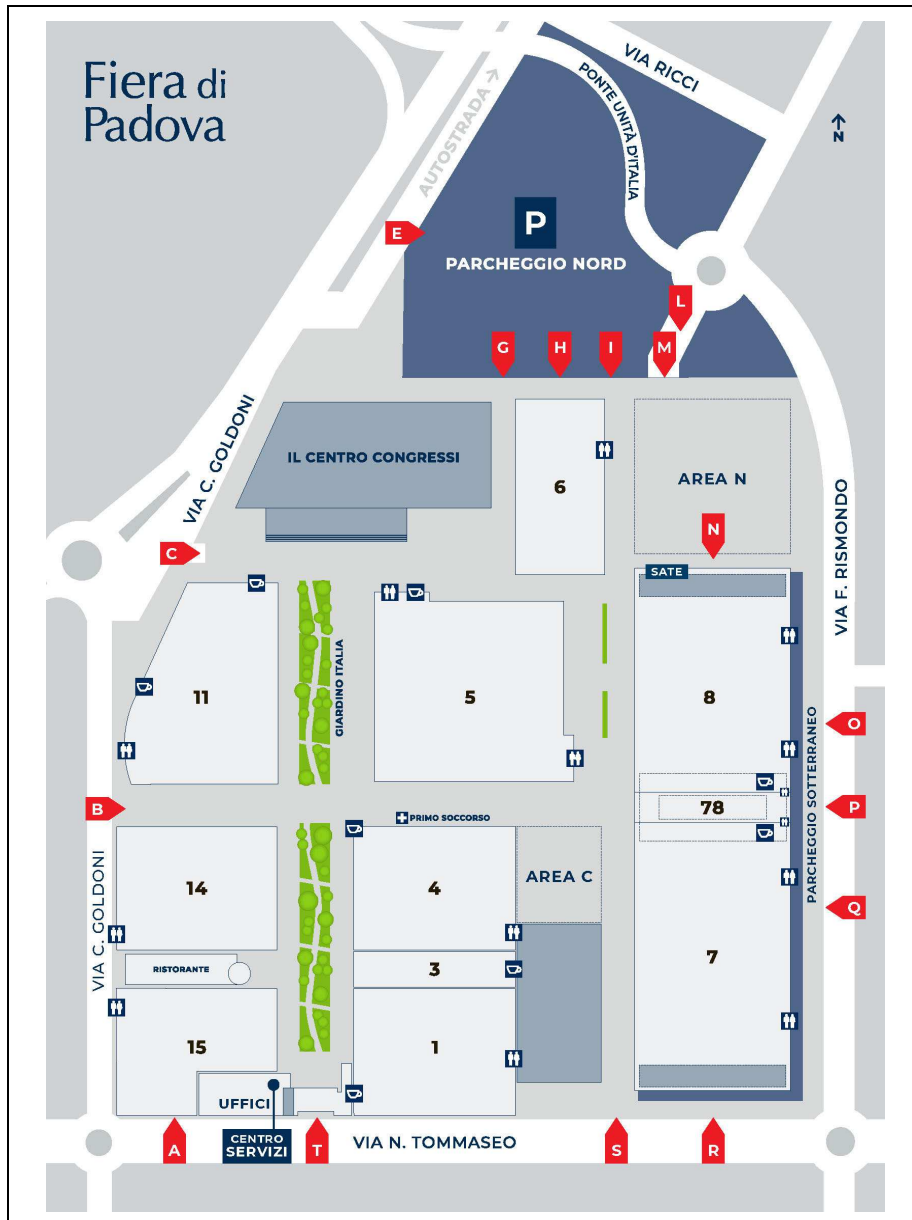 Fiera di
Padova
VIA RICCI
PONTE UNITÀ D'ITALIA
AUTOSTRADA
N
E
P
PARCHEGGIO NORD
L
G
H
I
M
VIA C. GOLDONI
IL CENTRO CONGRESSI
6
AREA N
C
N
SATE
VIA F. RISMONDO
11
GIARDINO ITALIA
5
8
O
PARCHEGGIO SOTTERRANEO
B
78
P
PRIMO SOCCORSO
14
4
AREA C
Q
VIA C. GOLDONI
RISTORANTE
3
7
15
1
UFFICI
CENTRO
SERVIZI
A
T
VIA N. TOMMASEO
S
R